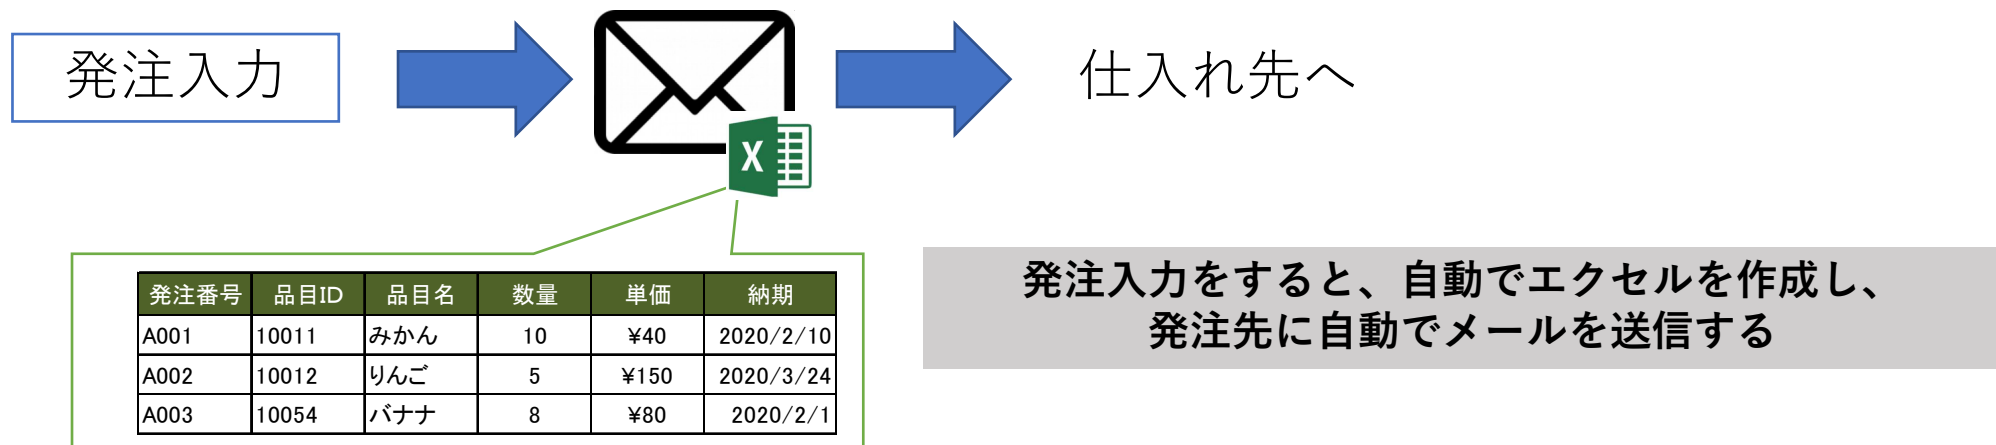 発注入力
仕入れ先へ
X
発注番号 品目ID 品目名 数量 単価 納期
A001 10011 みかん 10 ¥40 2020/2/10
A002 10012 りんご 5 ¥150 2020/3/24
A003 10054 バナナ 8 ¥80 2020/2/1
発注入力をすると、自動でエクセルを作成し、
発注先に自動でメールを送信する